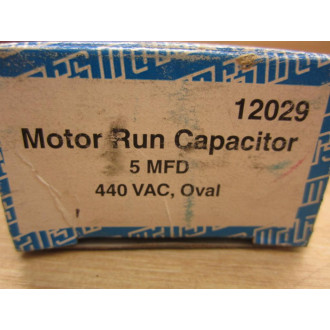 12029
Motor Run Capacitor
5 MFD
440 VAC, Oval